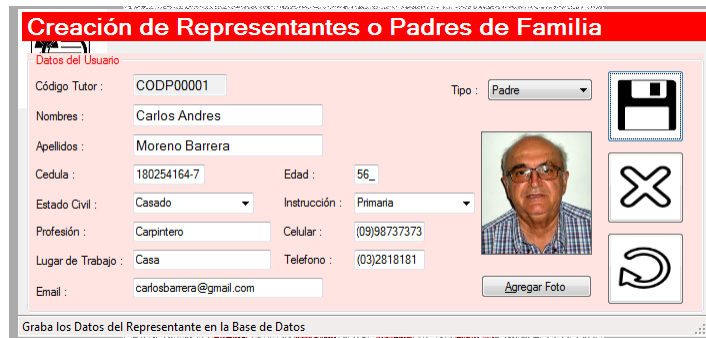 Creación de Representantes o Padres de Familia
Datos del Usuario
Código Tutor : CODP00001 Tipo : Padre
Nombres : Carlos Andres
Apellidos : Moreno Barrera
Cedula : 180254164-7 Edad : 56_
Estado Civil : Casado Instrucción : Primaria
Profesión : Carpintero Celular : (09)98737373
Lugar de Trabajo : Casa Telefono : (03)2818181
Email : carlosbarrera@gmail.com Agregar Foto
Graba los Datos del Representante en la Base de Datos